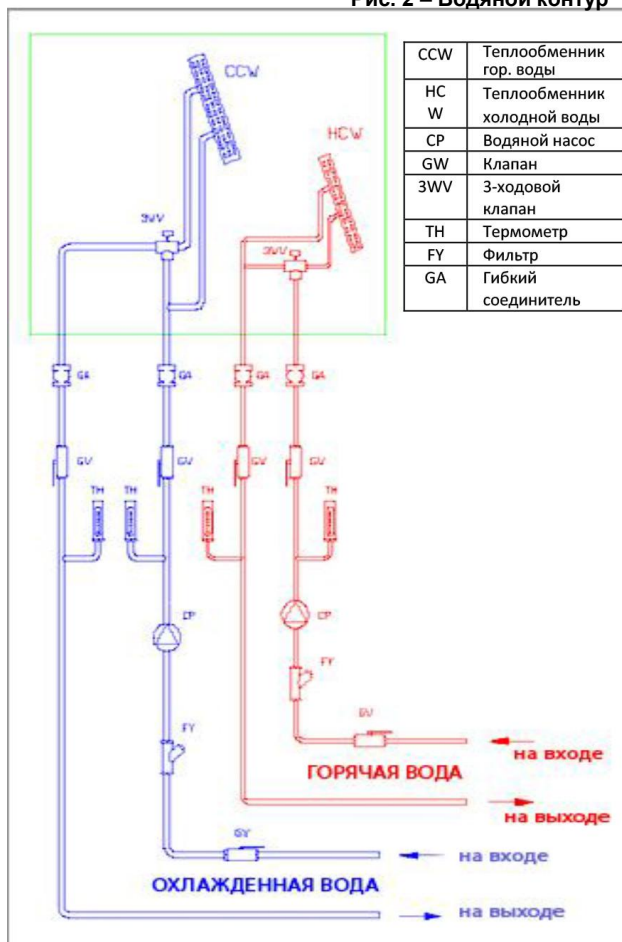 Рис. 2 – Водяной контур
CCW Теплообменник
гор. воды
HC Теплообменник
W холодной воды
CP Водяной насос
GW Клапан
3WV 3-ходовой
клапан
TH Термометр
FY Фильтр
GA Гибкий
соединитель
CCW
HCW
3WV
3WV
GA GA GA GA
GV GV GV GV
TH TH TH TH
CP
CP
FY
FY
GV
на входе
ГОРЯЧАЯ ВОДА
на выходе
GV
на входе
ОХЛАЖДЕННАЯ ВОДА
на выходе